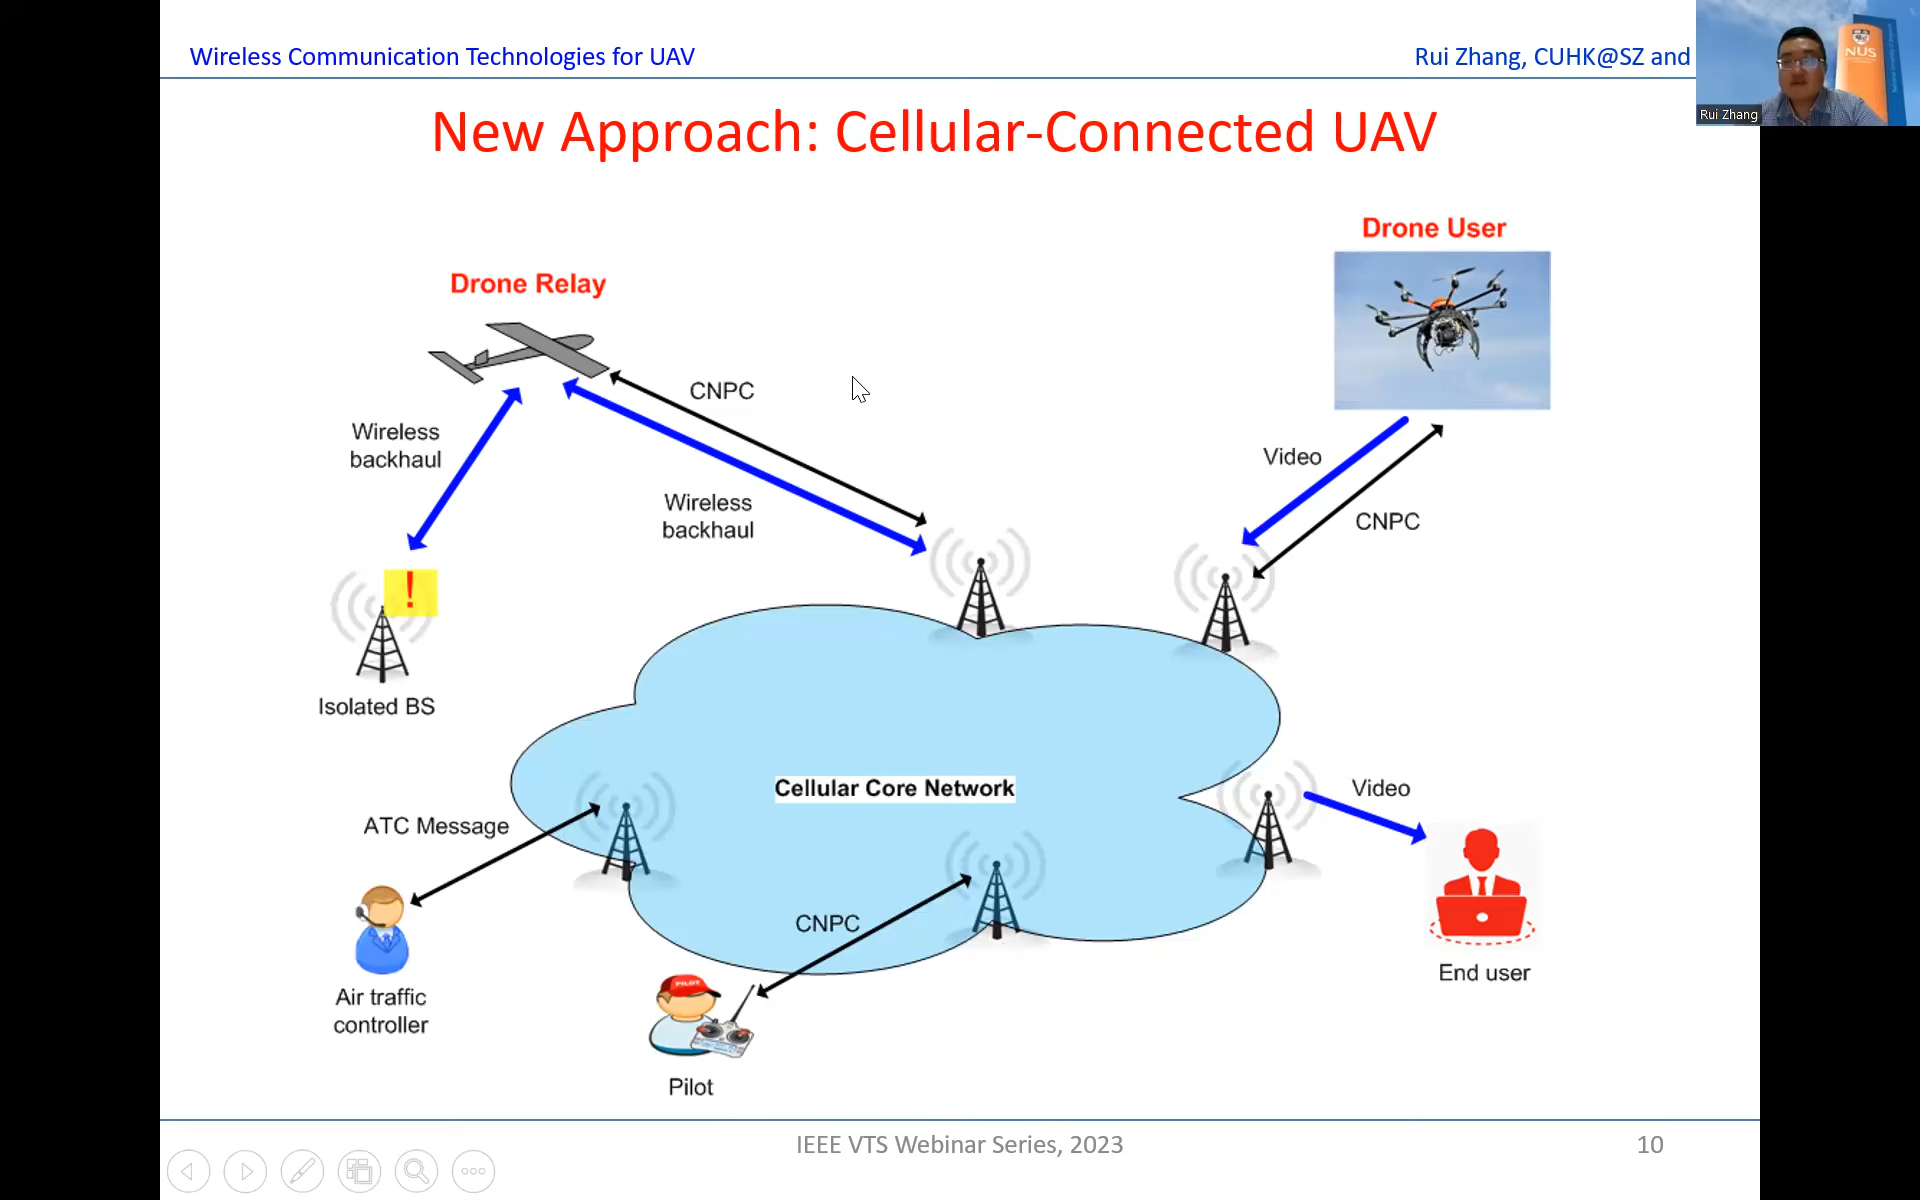 Wireless Communication Technologies for UAV
Rui Zhang, CUHK@SZ and
NUS
Rui Zhang
New Approach: Cellular-Connected UAV
Drone User
Drone Relay
CNPC
Wireless
backhaul
Video
Wireless
backhaul
CNPC
!
Isolated BS
Cellular Core Network
Video
ATC Message
CNPC
End user
Air traffic
controller
PILOT
Pilot
IEEE VTS Webinar Series, 2023
10